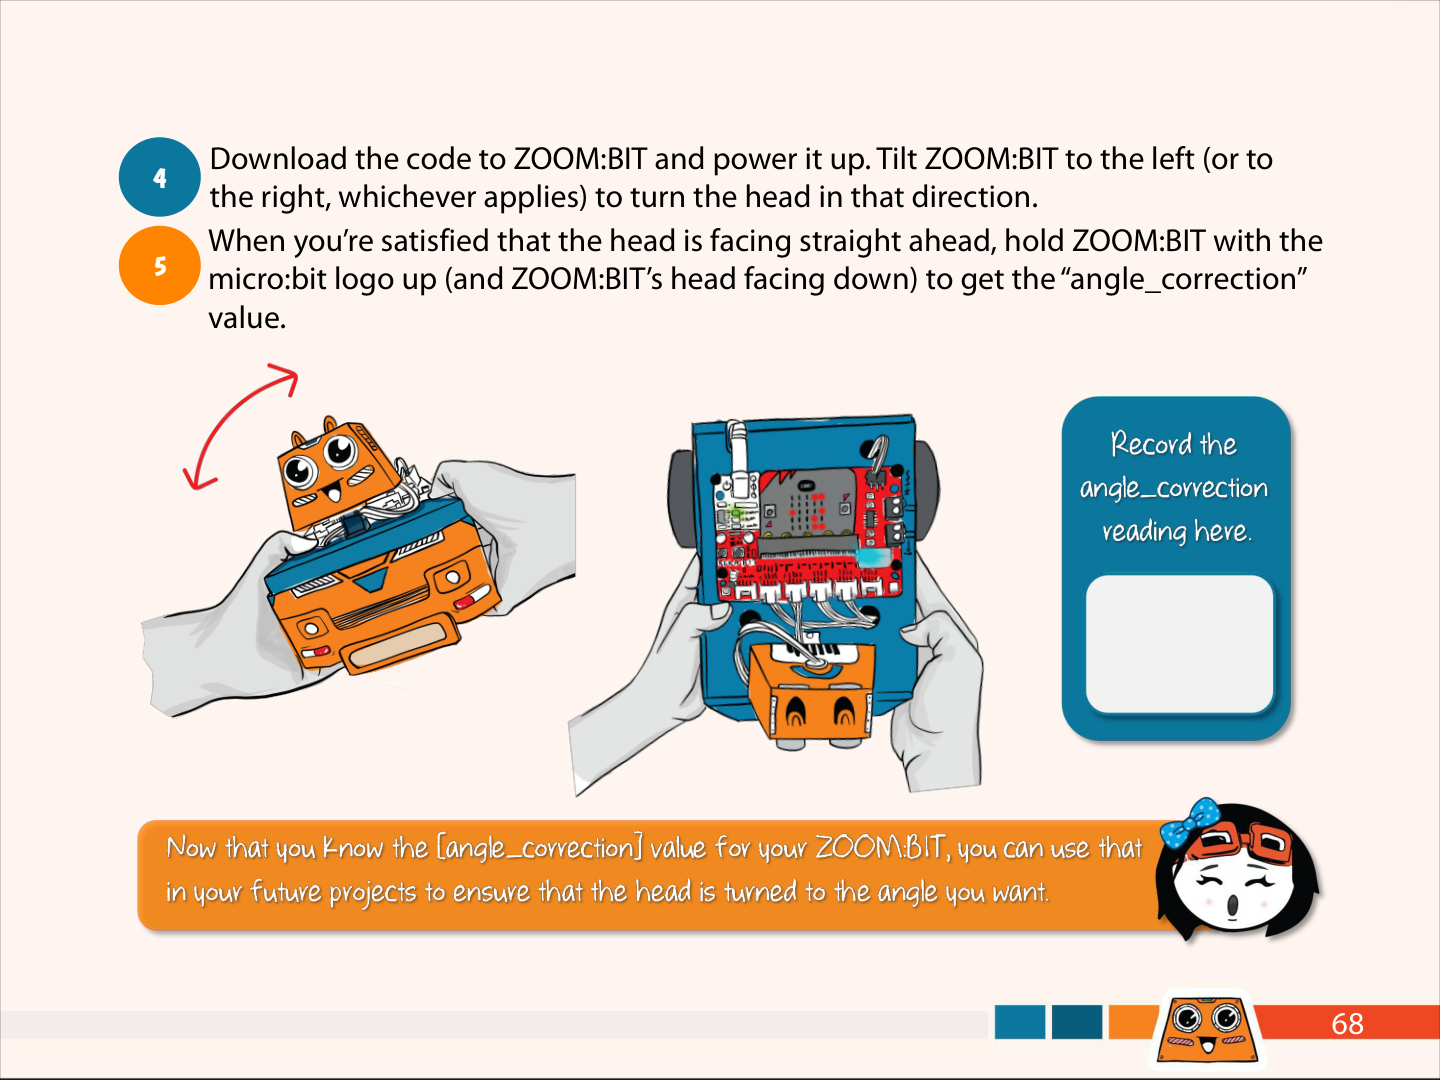 4
Download the code to ZOOM:BIT and power it up. Tilt ZOOM:BIT to the left (or to
the right, whichever applies) to turn the head in that direction.
5
When you’re satisfied that the head is facing straight ahead, hold ZOOM:BIT with the
micro:bit logo up (and ZOOM:BIT’s head facing down) to get the “angle_correction”
value.
Record the
angle_correction
reading here.
Now that you know the [angle_correction] value for your ZOOM:BIT, you can use that
in your future projects to ensure that the head is turned to the angle you want.
68